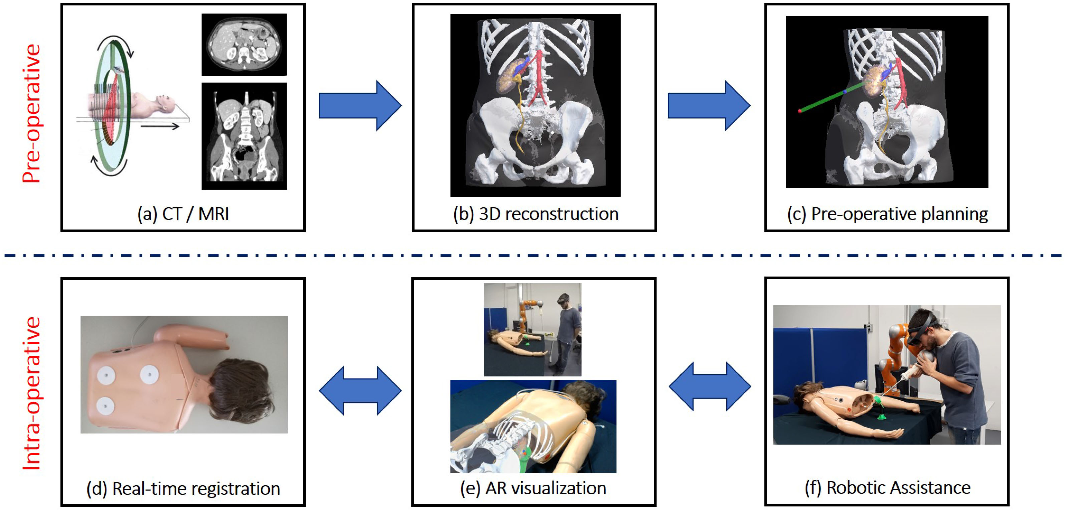 Pre-operative
(a) CT / MRI
(b) 3D reconstruction
(c) Pre-operative planning
Intra-operative
(d) Real-time registration
(e) AR visualization
(f) Robotic Assistance